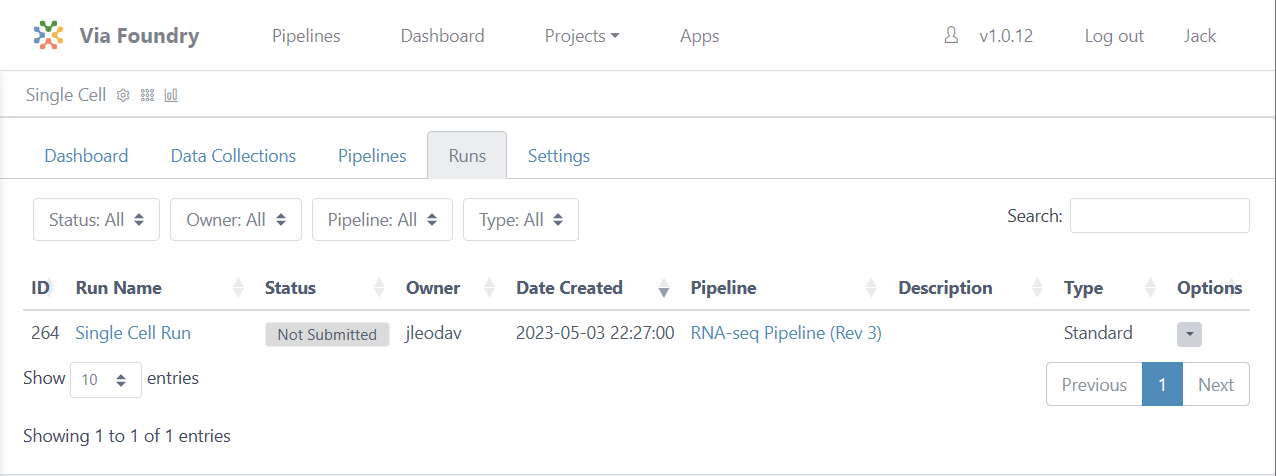 Via Foundry Pipelines Dashboard Projects Apps v1.0.12 Log out Jack
Single Cell
Dashboard Data Collections Pipelines Runs Settings
Status: All Owner: All Pipeline: All Type: All Search:
ID Run Name Status Owner Date Created Pipeline Description Type Options
264 Single Cell Run Not Submitted jleodav 2023-05-03 22:27:00 RNA-seq Pipeline (Rev 3) Standard
Show 10 entries Previous 1 Next
Showing 1 to 1 of 1 entries